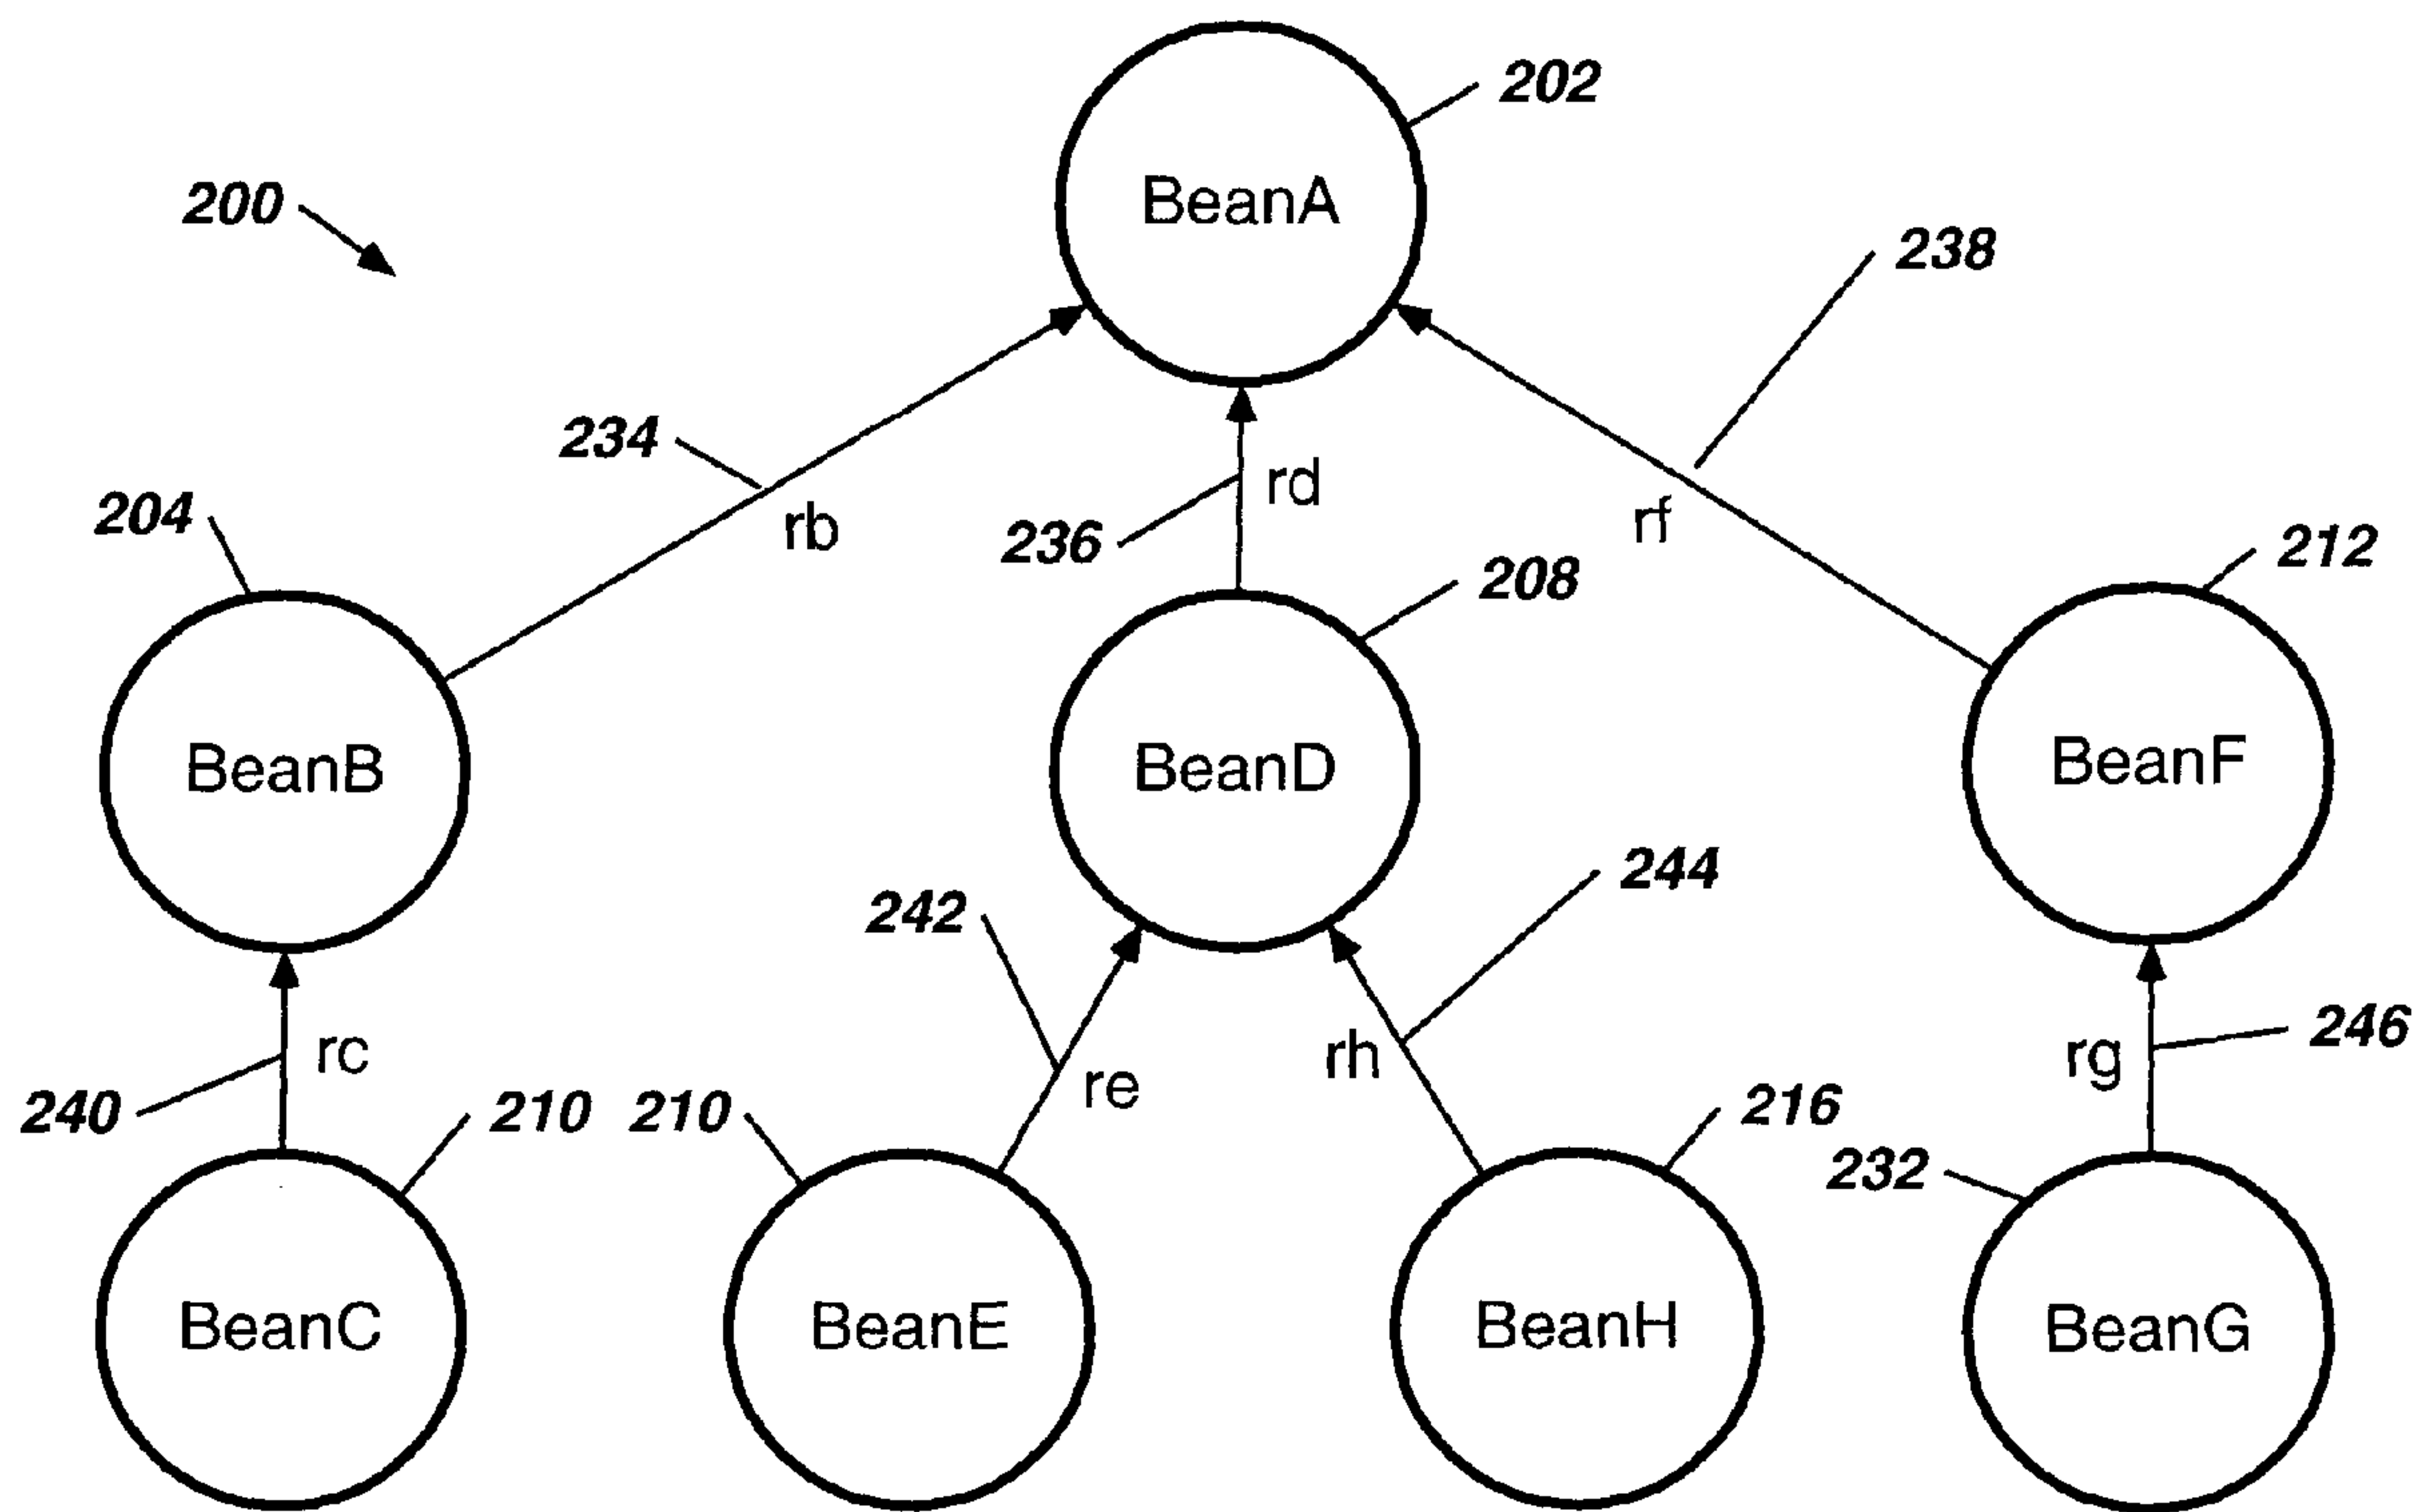 202
BeanA
200
238
234
rd
rb
236
rf
204
208
212
BeanB
BeanD
BeanF
242
244
rc
re
rh
rg
246
240
210
210
216
232
BeanC
BeanE
BeanH
BeanG